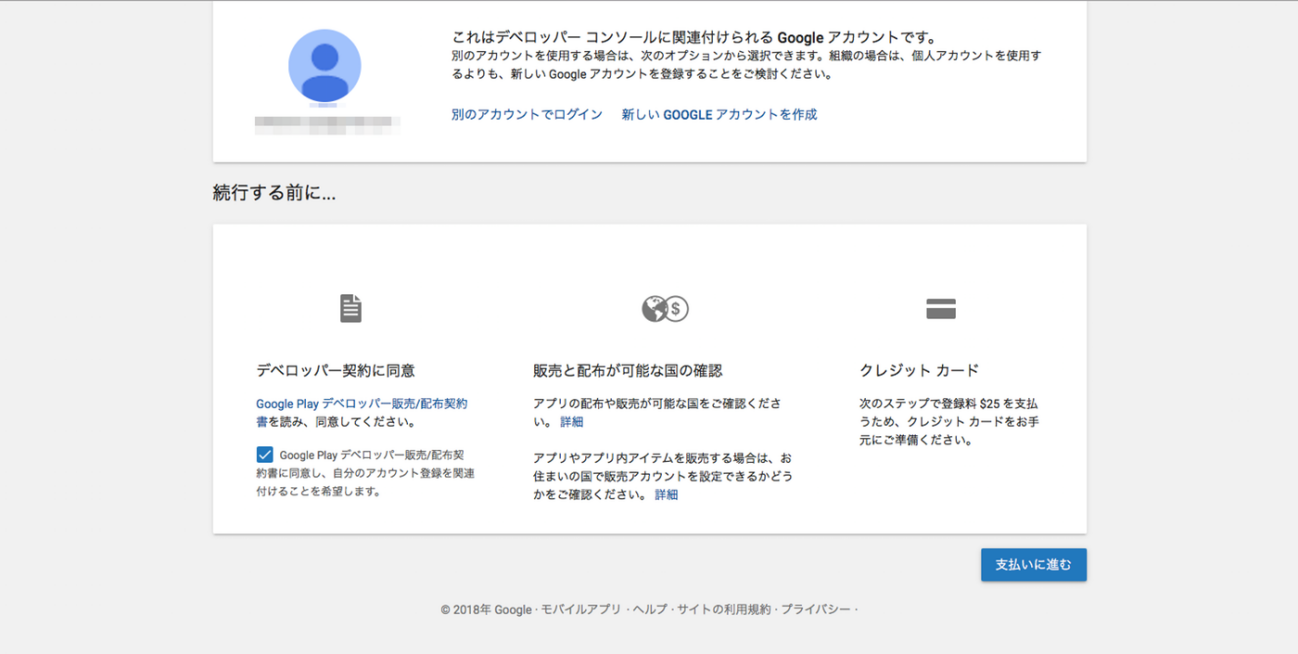 これはデベロッパー コンソールに関連付けられる Google アカウントです。
別のアカウントを使用する場合は、次のオプションから選択できます。組織の場合は、個人アカウントを使用す
るよりも、新しい Google アカウントを登録することをご検討ください。
別のアカウントでログイン 新しい GOOGLE アカウントを作成
続行する前に...
デベロッパー契約に同意
Google Play デベロッパー販売/配布契約
書を読み、同意してください。
Google Play デベロッパー販売/配布契
約書に同意し、自分のアカウント登録を関連
付けることを希望します。
販売と配布が可能な国の確認
アプリの配布や販売が可能な国をご確認くださ
い。 詳細
アプリやアプリ内アイテムを販売する場合は、お
住まいの国で販売アカウントを設定できるかどう
かをご確認ください。 詳細
クレジット カード
次のステップで登録料 $25 を支払
うため、クレジット カードをお手
元にご準備ください。
支払いに進む
© 2018年 Google · モバイルアプリ · ヘルプ · サイトの利用規約 · プライバシー ·